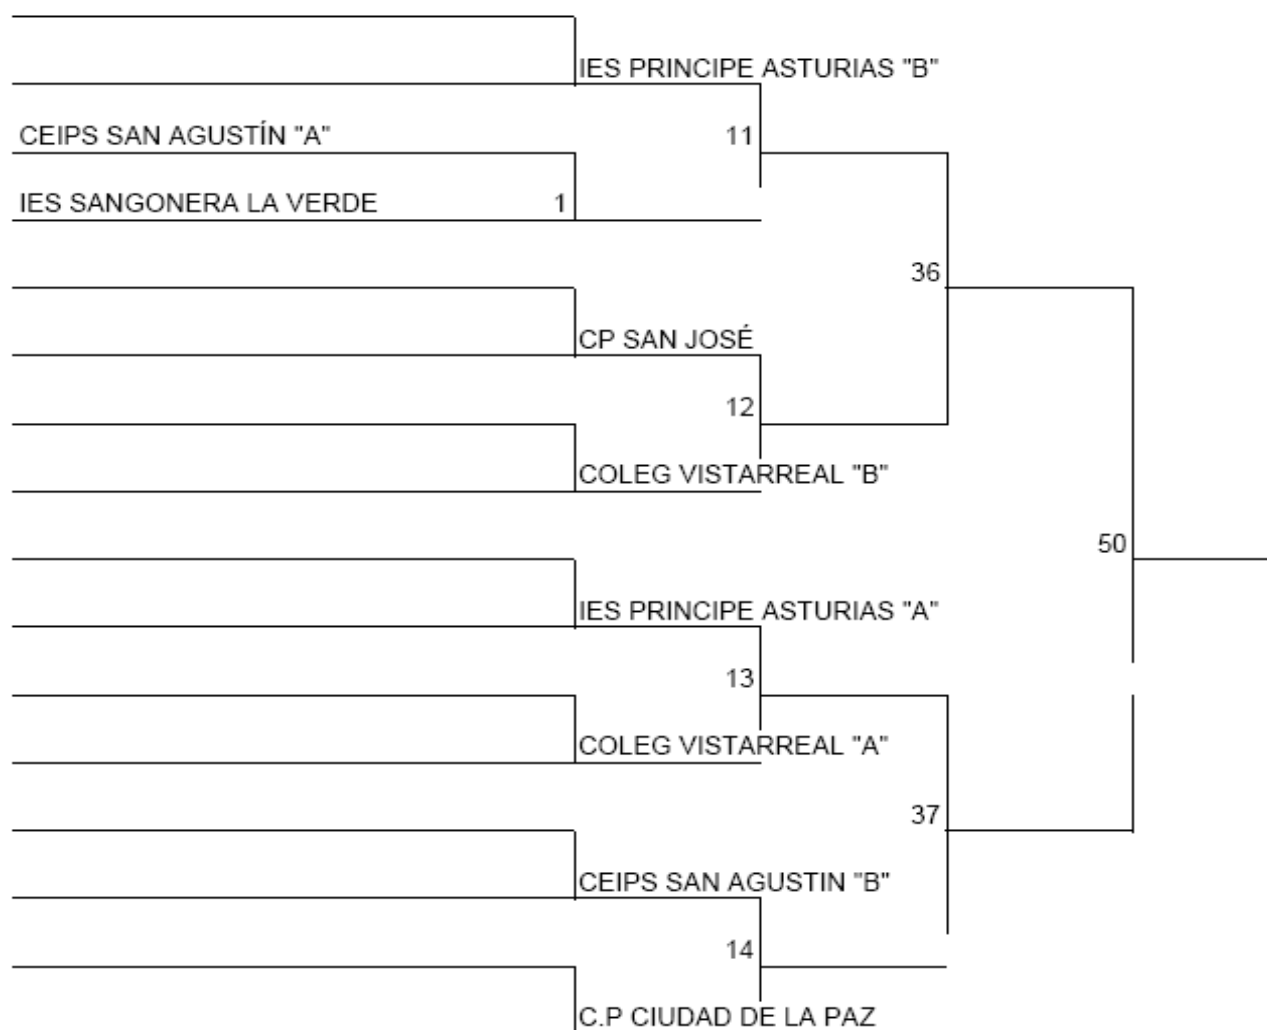 IES PRINCIPE ASTURIAS "B"
CEIPS SAN AGUSTÍN "A"
11
IES SANGONERA LA VERDE 1
36
CP SAN JOSÉ
12
COLEG VISTARREAL "B"
50
IES PRINCIPE ASTURIAS "A"
13
COLEG VISTARREAL "A"
37
CEIPS SAN AGUSTIN "B"
14
C.P CIUDAD DE LA PAZ